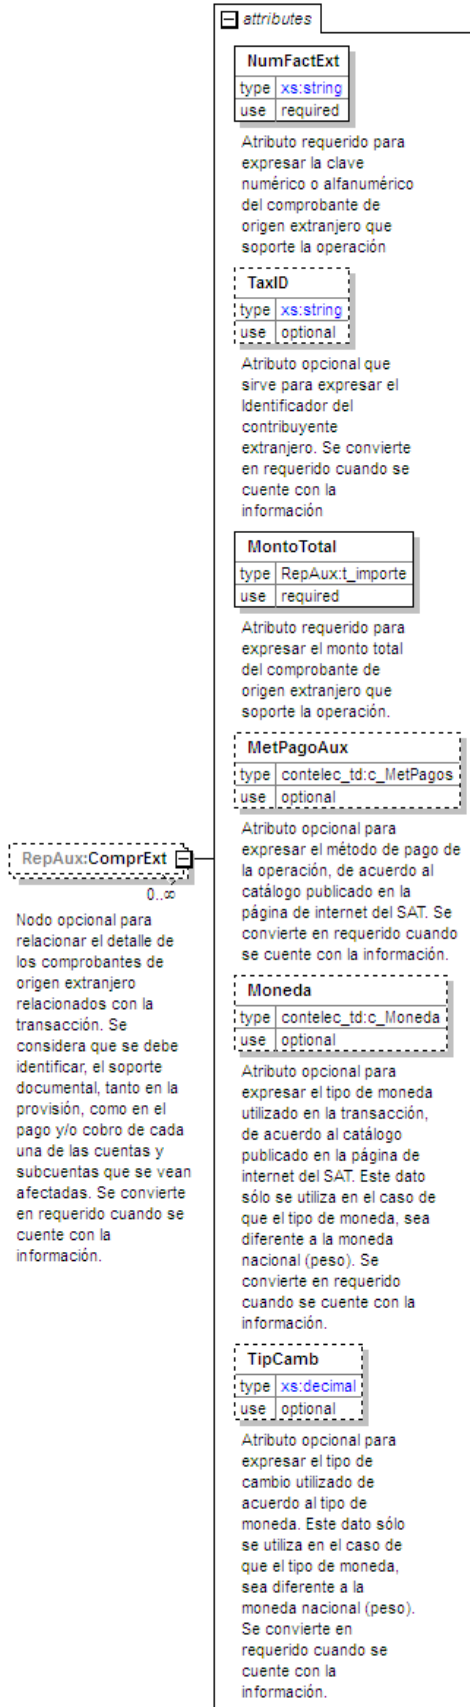 attributes
NumFactExt
type xs:string
use required
Atributo requerido para
expresar la clave
numérico o alfanumérico
del comprobante de
origen extranjero que
soporte la operación
TaxID
type xs:string
use optional
Atributo opcional que
sirve para expresar el
Identificador del
contribuyente
extranjero. Se convierte
en requerido cuando se
cuente con la
información
MontoTotal
type RepAux:t_importe
use required
Atributo requerido para
expresar el monto total
del comprobante de
origen extranjero que
soporte la operación.
MetPagoAux
type contelec_td:c_MetPagos
use optional
Atributo opcional para
expresar el método de pago de
la operación, de acuerdo al
catálogo publicado en la
página de internet del SAT. Se
convierte en requerido cuando
se cuente con la información.
RepAux:ComprExt
0..∞
Nodo opcional para
relacionar el detalle de
los comprobantes de
origen extranjero
relacionados con la
transacción. Se
considera que se debe
identificar, el soporte
documental, tanto en la
provisión, como en el
pago y/o cobro de cada
una de las cuentas y
subcuentas que se vean
afectadas. Se convierte
en requerido cuando se
cuente con la
información.
Moneda
type contelec_td:c_Moneda
use optional
Atributo opcional para
expresar el tipo de moneda
utilizado en la transacción,
de acuerdo al catálogo
publicado en la página de
internet del SAT. Este dato
sólo se utiliza en el caso de
que el tipo de moneda, sea
diferente a la moneda
nacional (peso). Se
convierte en requerido
cuando se cuente con la
información.
TipCamb
type xs:decimal
use optional
Atributo opcional para
expresar el tipo de
cambio utilizado de
acuerdo al tipo de
moneda. Este dato sólo
se utiliza en el caso de
que el tipo de moneda,
sea diferente a la
moneda nacional (peso).
Se convierte en
requerido cuando se
cuente con la
información.